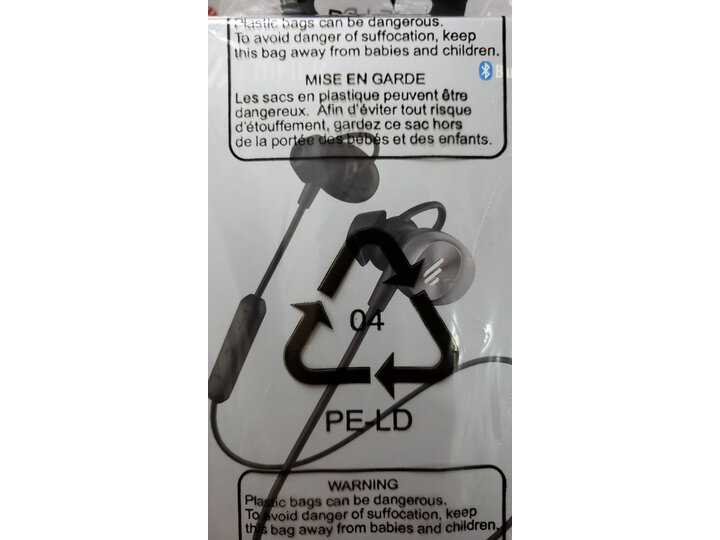 Plastic bags can be dangerous.
To avoid danger of suffocation, keep
this bag away from babies and children.
MISE EN GARDE
Les sacs en plastique peuvent être
dangereux. Afin d'éviter tout risque
d'étouffement, gardez ce sac hors
de la portée des bébés et des enfants.
EDIFIER
04
PE-LD
WARNING
Plastic bags can be dangerous.
To avoid danger of suffocation, keep
this bag away from babies and children.